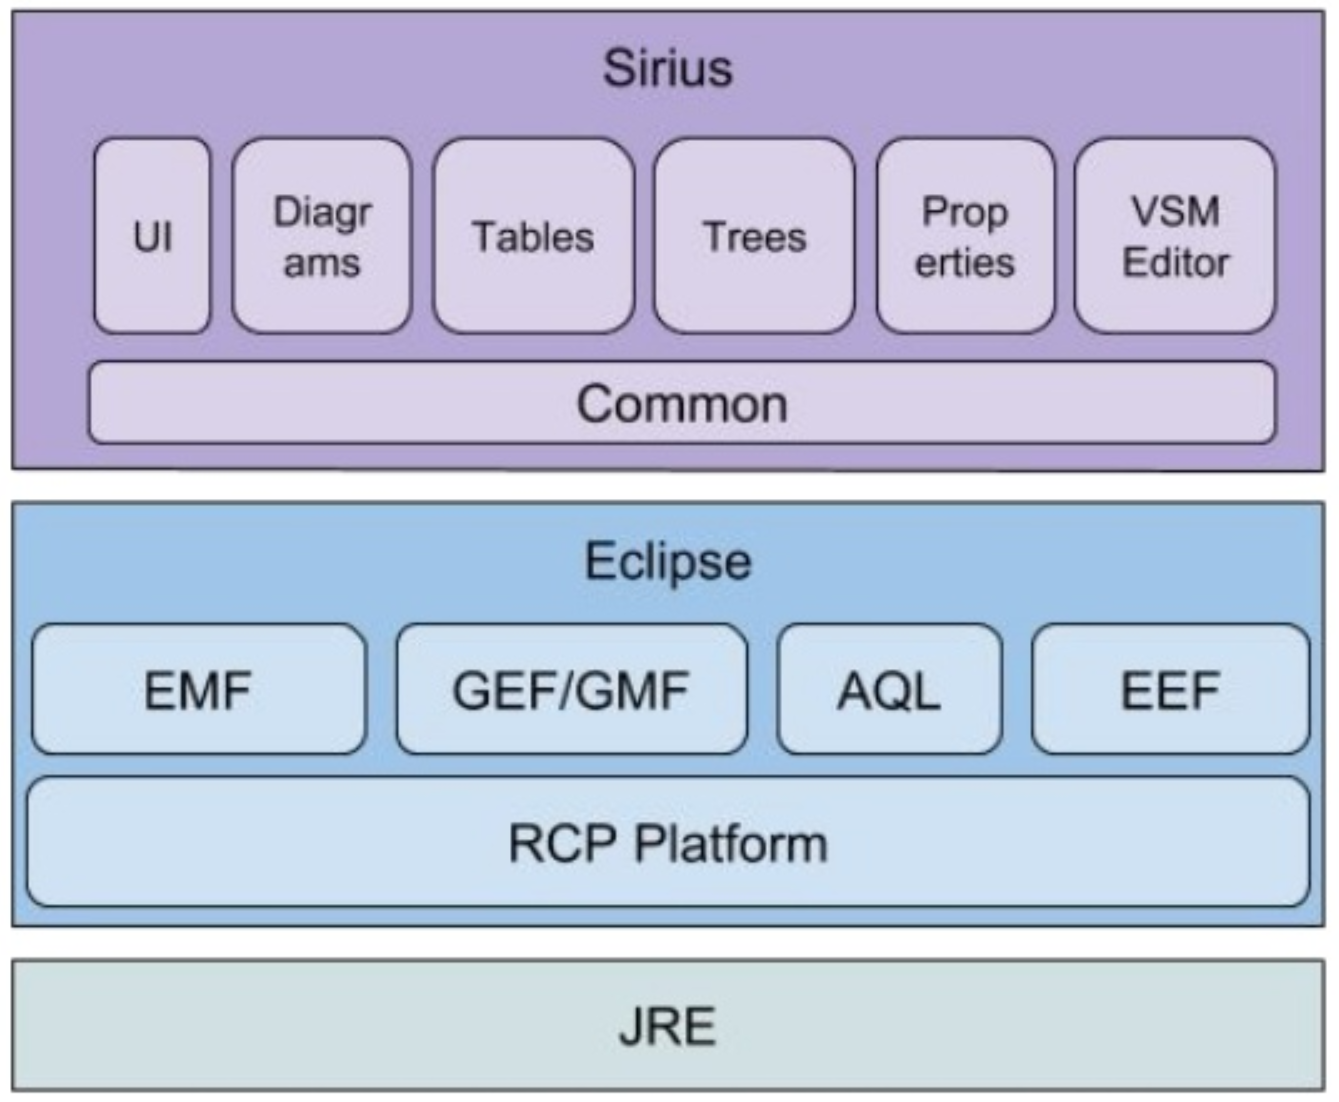 Sirius
UI
Diagr
ams
Tables
Trees
Prop
erties
VSM
Editor
Common
Eclipse
EMF
GEF/GMF
AQL
EEF
RCP Platform
JRE